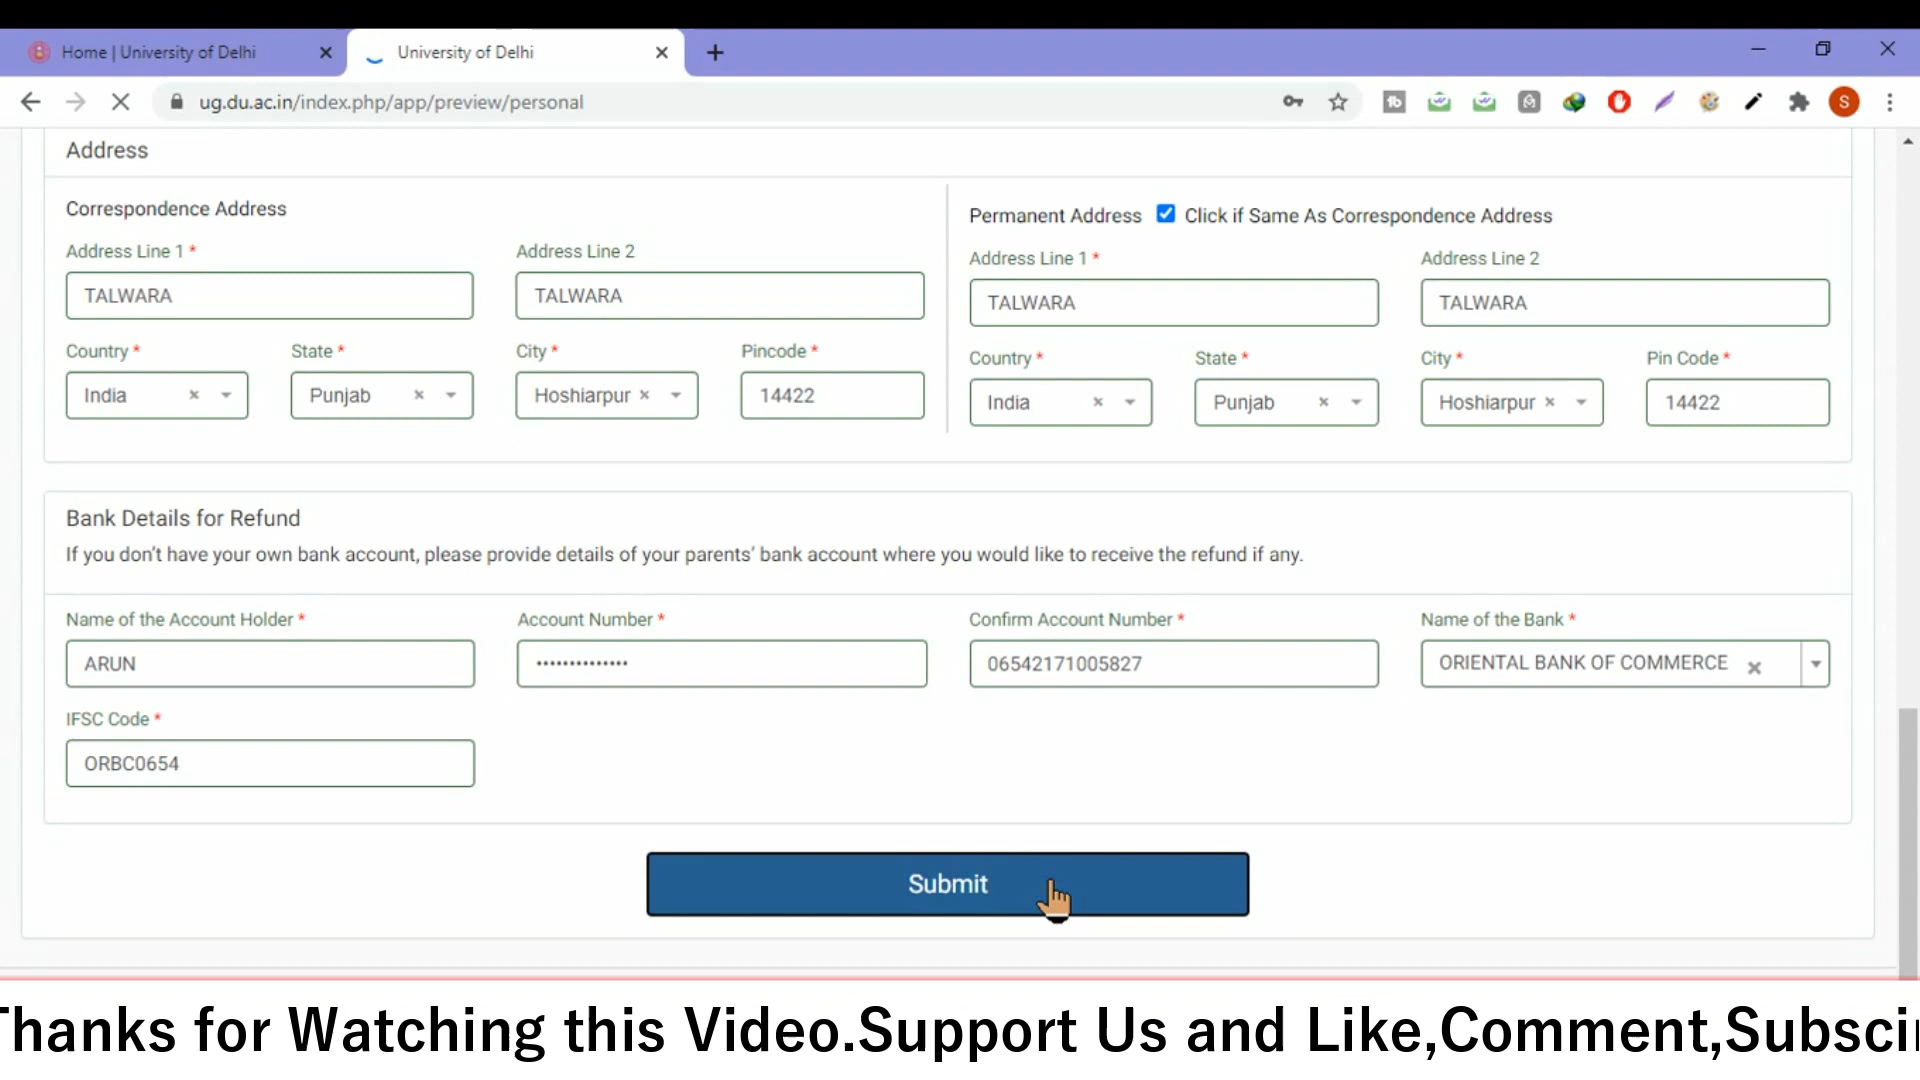 Home | University of Delhi
University of Delhi
ug.du.ac.in/index.php/app/preview/personal
S
Address
Correspondence Address
Permanent Address Click if Same As Correspondence Address
Address Line 1 *
Address Line 2
Address Line 1 *
Address Line 2
TALWARA
TALWARA
TALWARA
TALWARA
Country *
State *
City *
Pincode *
Country *
State *
City *
Pin Code *
India
Punjab
Hoshiarpur
14422
India
Punjab
Hoshiarpur
14422
Bank Details for Refund
If you don't have your own bank account, please provide details of your parents' bank account where you would like to receive the refund if any.
Name of the Account Holder *
Account Number *
Confirm Account Number *
Name of the Bank *
ARUN
••••••••••••••
06542171005827
ORIENTAL BANK OF COMMERCE
IFSC Code *
ORBC0654
Submit
Thanks for Watching this Video.Support Us and Like,Comment,Subscri